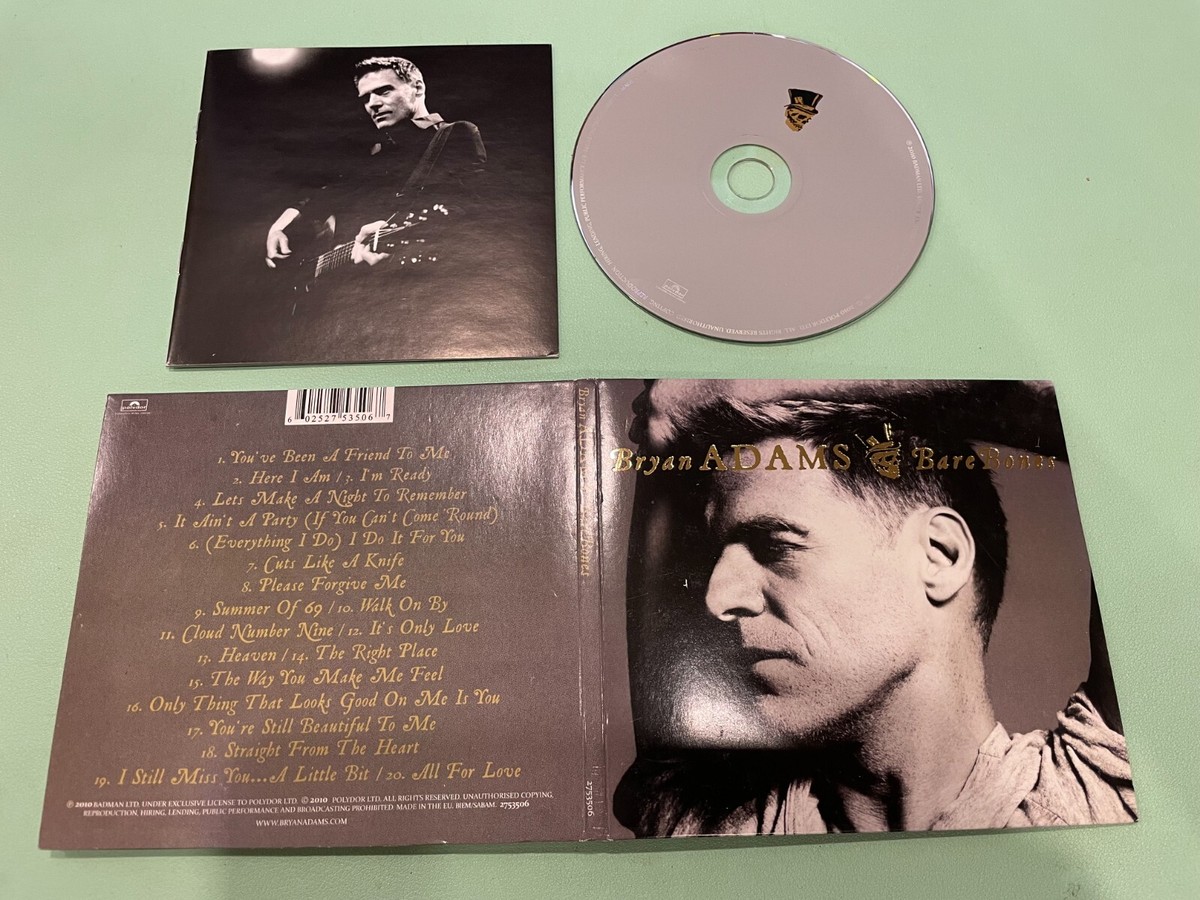 ℗ 2010 BADMAN LTD.
polydor
6 02527 53506 7
1. You've Been A Friend To Me
2. Here I Am / 3. I'm Ready
4. Lets Make A Night To Remember
5. It Ain't A Party (If You Can't Come 'Round)
6. (Everything I Do) I Do It For You
7. Cuts Like A Knife
8. Please Forgive Me
9. Summer Of 69 / 10. Walk On By
11. Cloud Number Nine / 12. It's Only Love
13. Heaven / 14. The Right Place
15. The Way You Make Me Feel
16. Only Thing That Looks Good On Me Is You
17. You're Still Beautiful To Me
18. Straight From The Heart
19. I Still Miss You...A Little Bit / 20. All For Love
℗ 2010 BADMAN LTD. UNDER EXCLUSIVE LICENSE TO POLYDOR LTD. © 2010 POLYDOR LTD. ALL RIGHTS RESERVED. UNAUTHORISED COPYING,
REPRODUCTION, HIRING, LENDING, PUBLIC PERFORMANCE AND BROADCASTING PROHIBITED. MADE IN THE EU. BIEM/SABAM. 2753506
WWW.BRYANADAMS.COM
Bryan
Bones
2753506
Bryan ADAMS Bare Bones